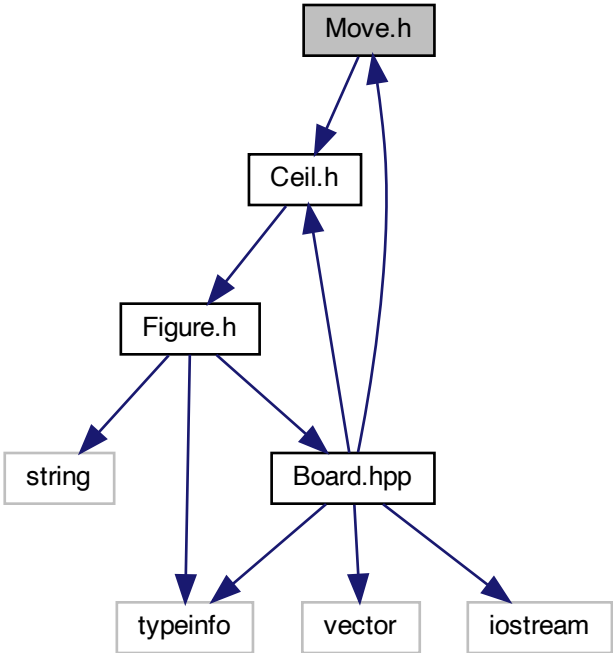 Move.h
Ceil.h
Figure.h
string
Board.hpp
typeinfo
vector
iostream